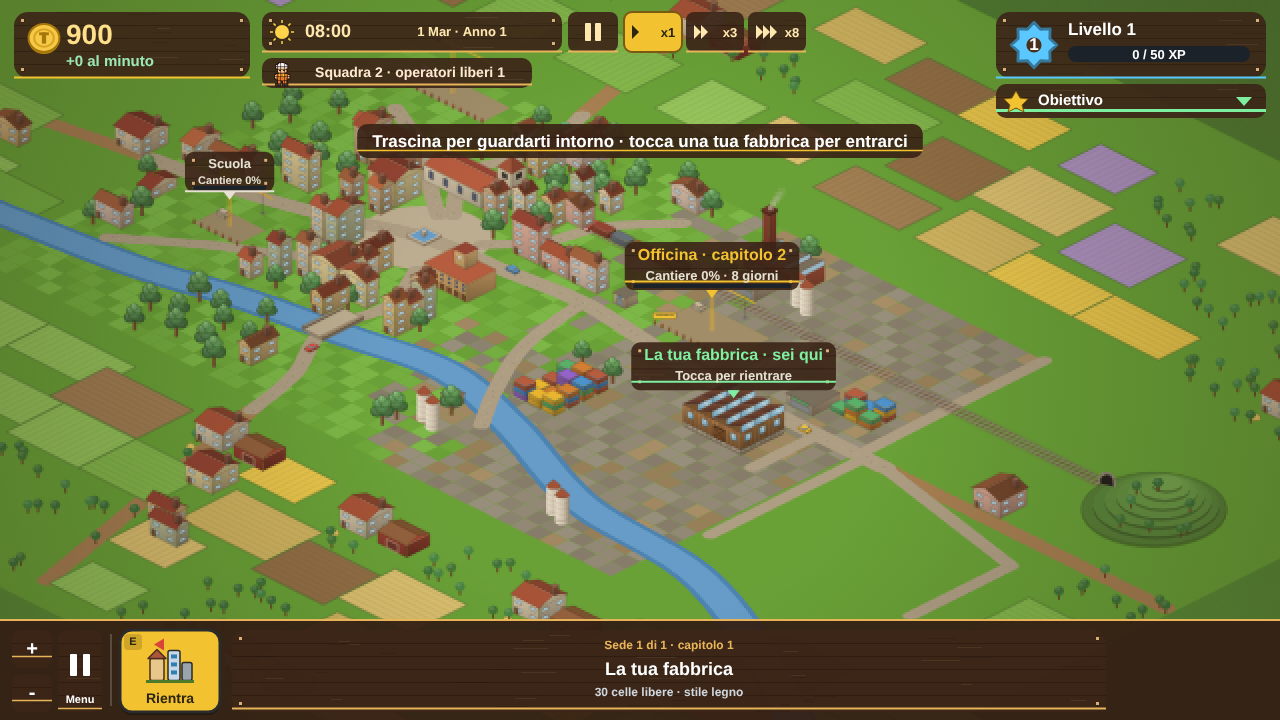 900
+0 al minuto
08:00
1 Mar · Anno 1
x1
x3
x8
Squadra 2 · operatori liberi 1
1
Livello 1
0 / 50 XP
Obiettivo
Trascina per guardarti intorno · tocca una tua fabbrica per entrarci
Scuola
Cantiere 0%
Officina · capitolo 2
Cantiere 0% · 8 giorni
La tua fabbrica · sei qui
Tocca per rientrare
+
-
Menu
E
Rientra
Sede 1 di 1 · capitolo 1
La tua fabbrica
30 celle libere · stile legno